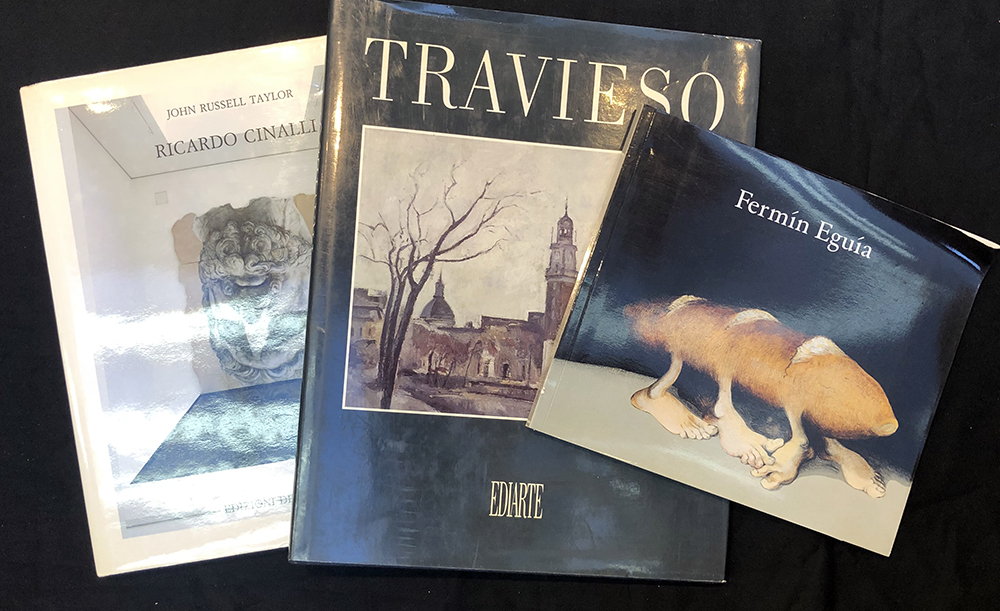 JOHN RUSSELL TAYLOR
RICARDO CINALLI
TRAVIESO
EDIARTE
Fermín Eguía